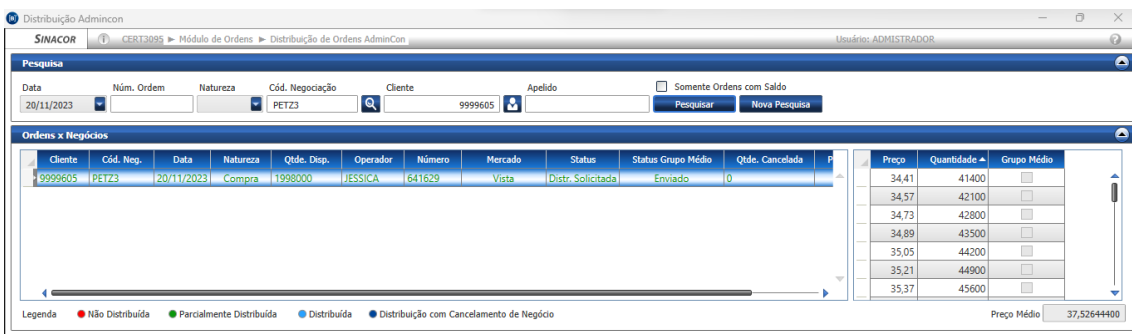 Distribuição Admincon
SINACOR CERT3095 Módulo de Ordens Distribuição de Ordens AdminCon Usuário: ADMISTRADOR
Pesquisa
Data Núm. Ordem Natureza Cód. Negociação Cliente Apelido Somente Ordens com Saldo
20/11/2023 PETZ3 9999605 Pesquisar Nova Pesquisa
Ordens x Negócios
Cliente Cód. Neg. Data Natureza Qtde. Disp. Operador Número Mercado Status Status Grupo Médio Qtde. Cancelada P
9999605 PETZ3 20/11/2023 Compra 1998000 JESSICA 641629 Vista Distr. Solicitada Enviado 0
Preço Quantidade Grupo Médio
34,41 41400
34,57 42100
34,73 42800
34,89 43500
35,05 44200
35,21 44900
35,37 45600
Legenda Não Distribuída Parcialmente Distribuída Distribuída Distribuída com Cancelamento de Negócio Preço Médio 37,52644400